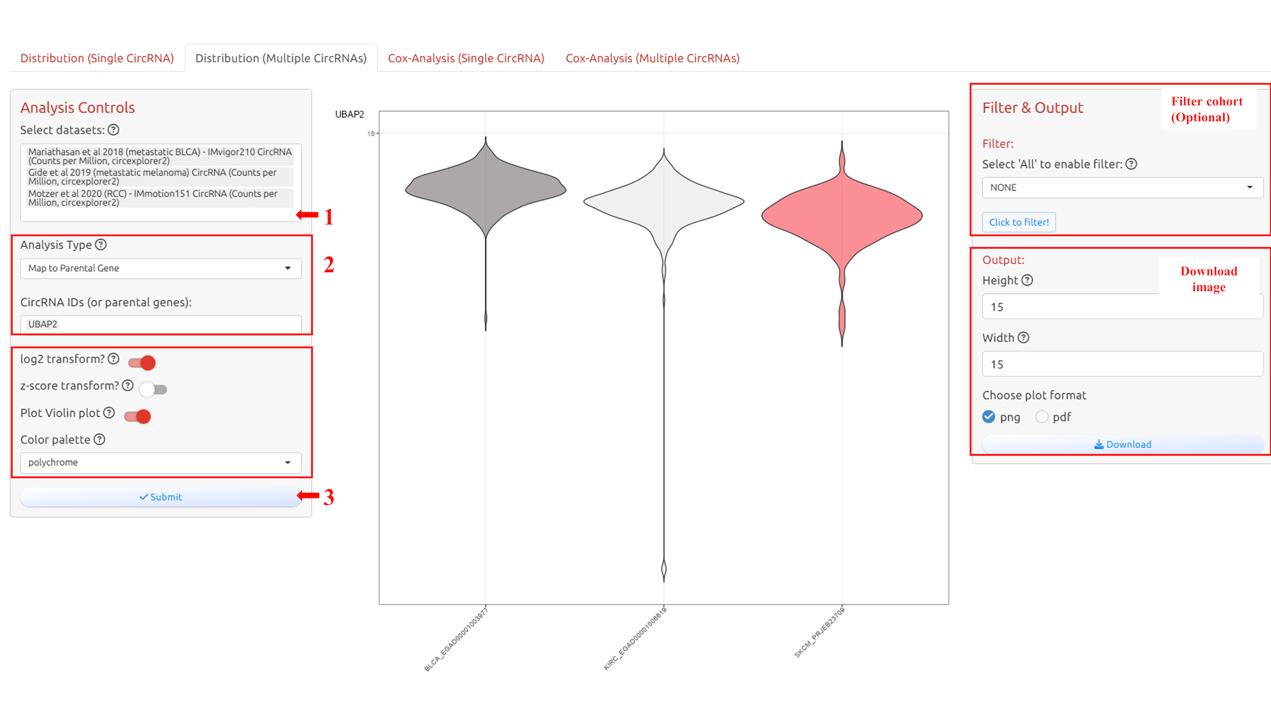 Distribution (Single CircRNA)
Distribution (Multiple CircRNAs)
Cox-Analysis (Single CircRNA)
Cox-Analysis (Multiple CircRNAs)
Analysis Controls
Select datasets:
Mariathasan et al 2018 (metastatic BLCA) - IMvigor210 CircRNA
(Counts per Million, circexplorer2)
Gide et al 2019 (metastatic melanoma) CircRNA (Counts per
Million, circexplorer2)
Motzer et al 2020 (RCC) - IMmotion151 CircRNA (Counts per
Million, circexplorer2)
1
Analysis Type
2
Map to Parental Gene
CircRNA IDs (or parental genes):
UBAP2
log2 transform?
z-score transform?
Plot Violin plot
Color palette
polychrome
Submit
3
UBAP2
16
BLCA_EGAD00001003977
KIRC_EGAD00001006619
SKCM_PRJEB23709
Filter & Output
Filter cohort
(Optional)
Filter:
Select 'All' to enable filter:
NONE
Click to filter!
Output:
Download
image
Height
15
Width
15
Choose plot format
png
pdf
Download